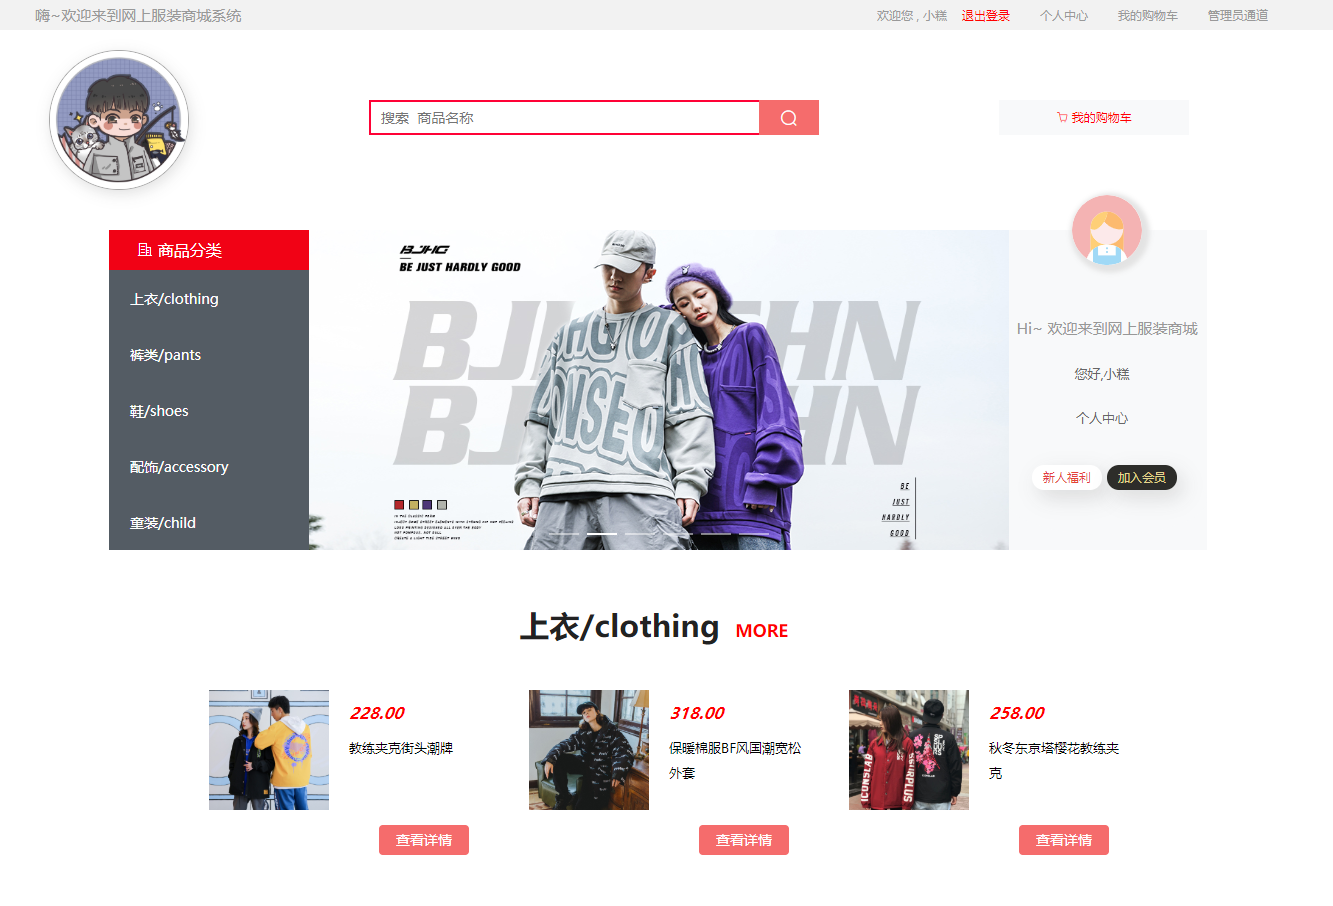 嗨~欢迎来到网上服装商城系统
欢迎您 , 小糕 退出登录 个人中心 我的购物车 管理员通道
搜索 商品名称
我的购物车
商品分类
上衣/clothing
裤类/pants
鞋/shoes
配饰/accessory
童装/child
BJHG
BE JUST HARDLY GOOD
BE
JUST
HARDLY
GOOD
Hi~ 欢迎来到网上服装商城
您好,小糕
个人中心
新人福利 加入会员
上衣/clothing MORE
228.00
教练夹克街头潮牌
查看详情
318.00
保暖棉服BF风国潮宽松
外套
查看详情
ICONSLAB
SURPLUS
258.00
秋冬东京塔樱花教练夹
克
查看详情